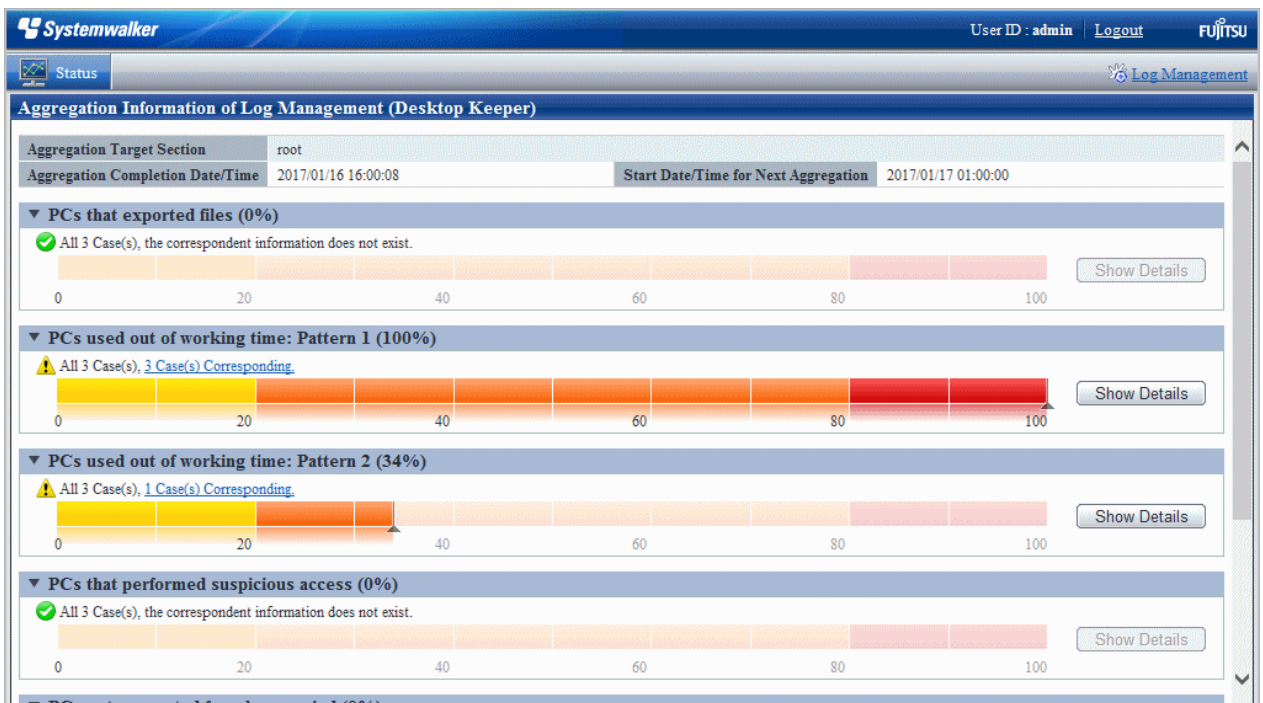 Systemwalker User ID : admin Logout FUJITSU
Status Log Management
Aggregation Information of Log Management (Desktop Keeper)
Aggregation Target Section root
Aggregation Completion Date/Time 2017/01/16 16:00:08 Start Date/Time for Next Aggregation 2017/01/17 01:00:00
▼ PCs that exported files (0%)
All 3 Case(s), the correspondent information does not exist.
Show Details
0 20 40 60 80 100
▼ PCs used out of working time: Pattern 1 (100%)
All 3 Case(s), 3 Case(s) Corresponding.
Show Details
0 20 40 60 80 100
▼ PCs used out of working time: Pattern 2 (34%)
All 3 Case(s), 1 Case(s) Corresponding.
Show Details
0 20 40 60 80 100
▼ PCs that performed suspicious access (0%)
All 3 Case(s), the correspondent information does not exist.
Show Details
0 20 40 60 80 100